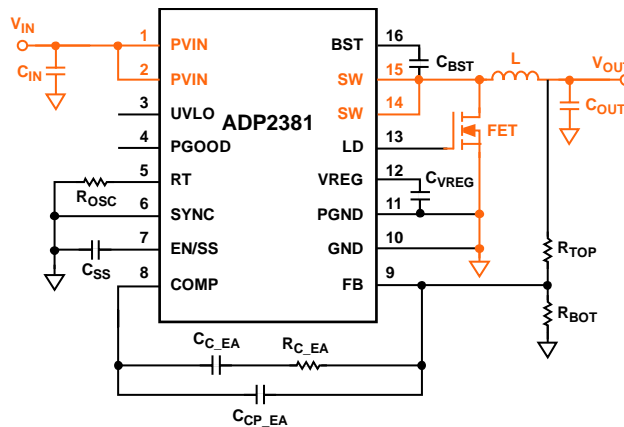 VIN
CIN
1 PVIN
2 PVIN
3 UVLO
4 PGOOD
5 RT
ROSC
6 SYNC
7 EN/SS
CSS
8 COMP
ADP2381
BST 16
CBST
SW 15
SW 14
LD 13
VREG 12
CVREG
PGND 11
GND 10
FB 9
L
VOUT
COUT
FET
RTOP
RBOT
CC_EA
RC_EA
CCP_EA